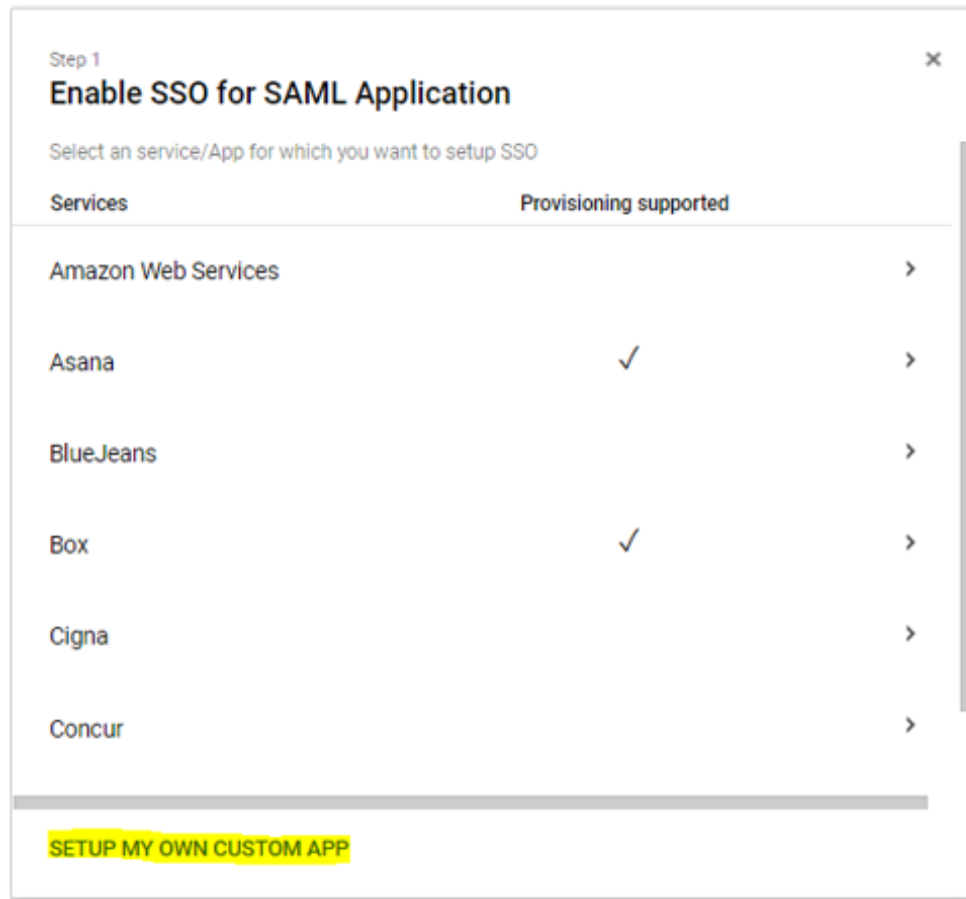 Step 1
Enable SSO for SAML Application
Select an service/App for which you want to setup SSO
Services Provisioning supported
Amazon Web Services
Asana ✓
BlueJeans
Box ✓
Cigna
Concur
SETUP MY OWN CUSTOM APP